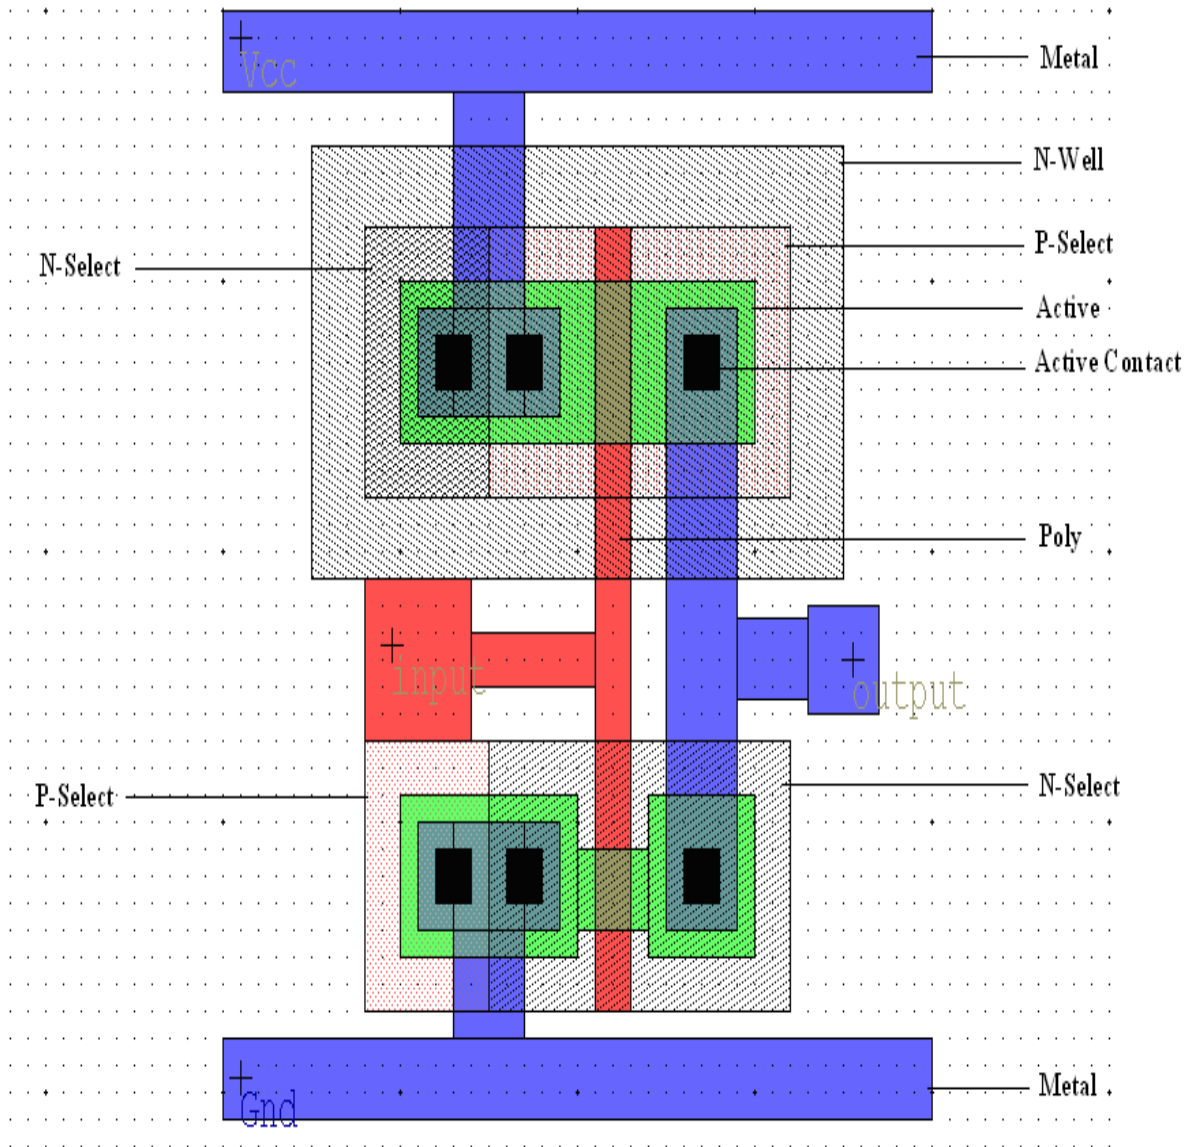 Vcc
Metal
N-Well
P-Select
N-Select
Active
Active Contact
Poly
input
output
P-Select
N-Select
Metal
Gnd